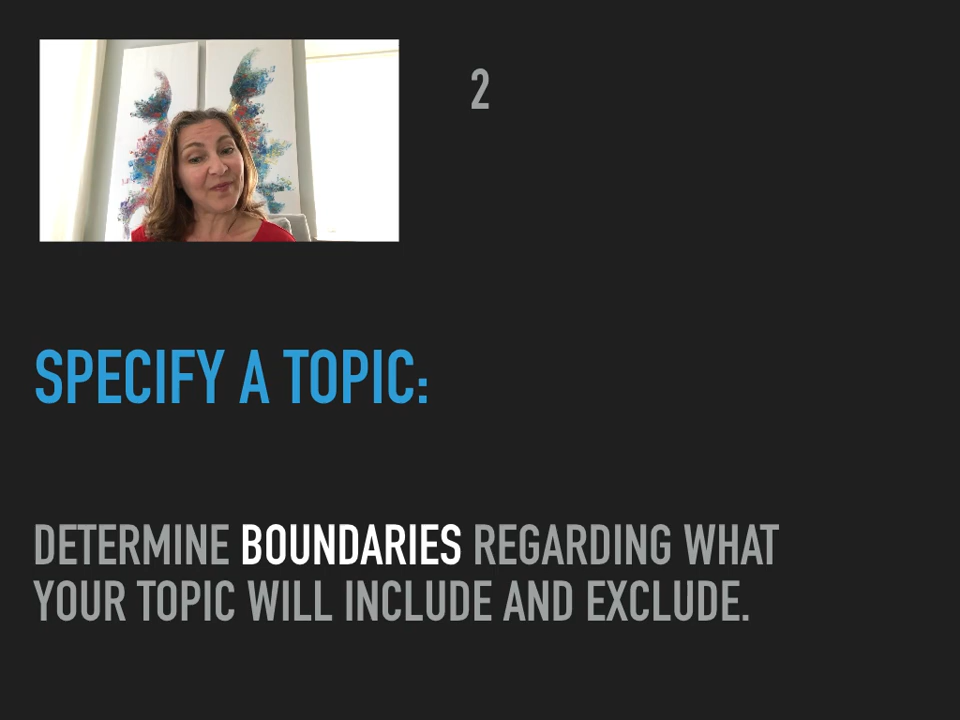 2
SPECIFY A TOPIC:
DETERMINE BOUNDARIES REGARDING WHAT
YOUR TOPIC WILL INCLUDE AND EXCLUDE.